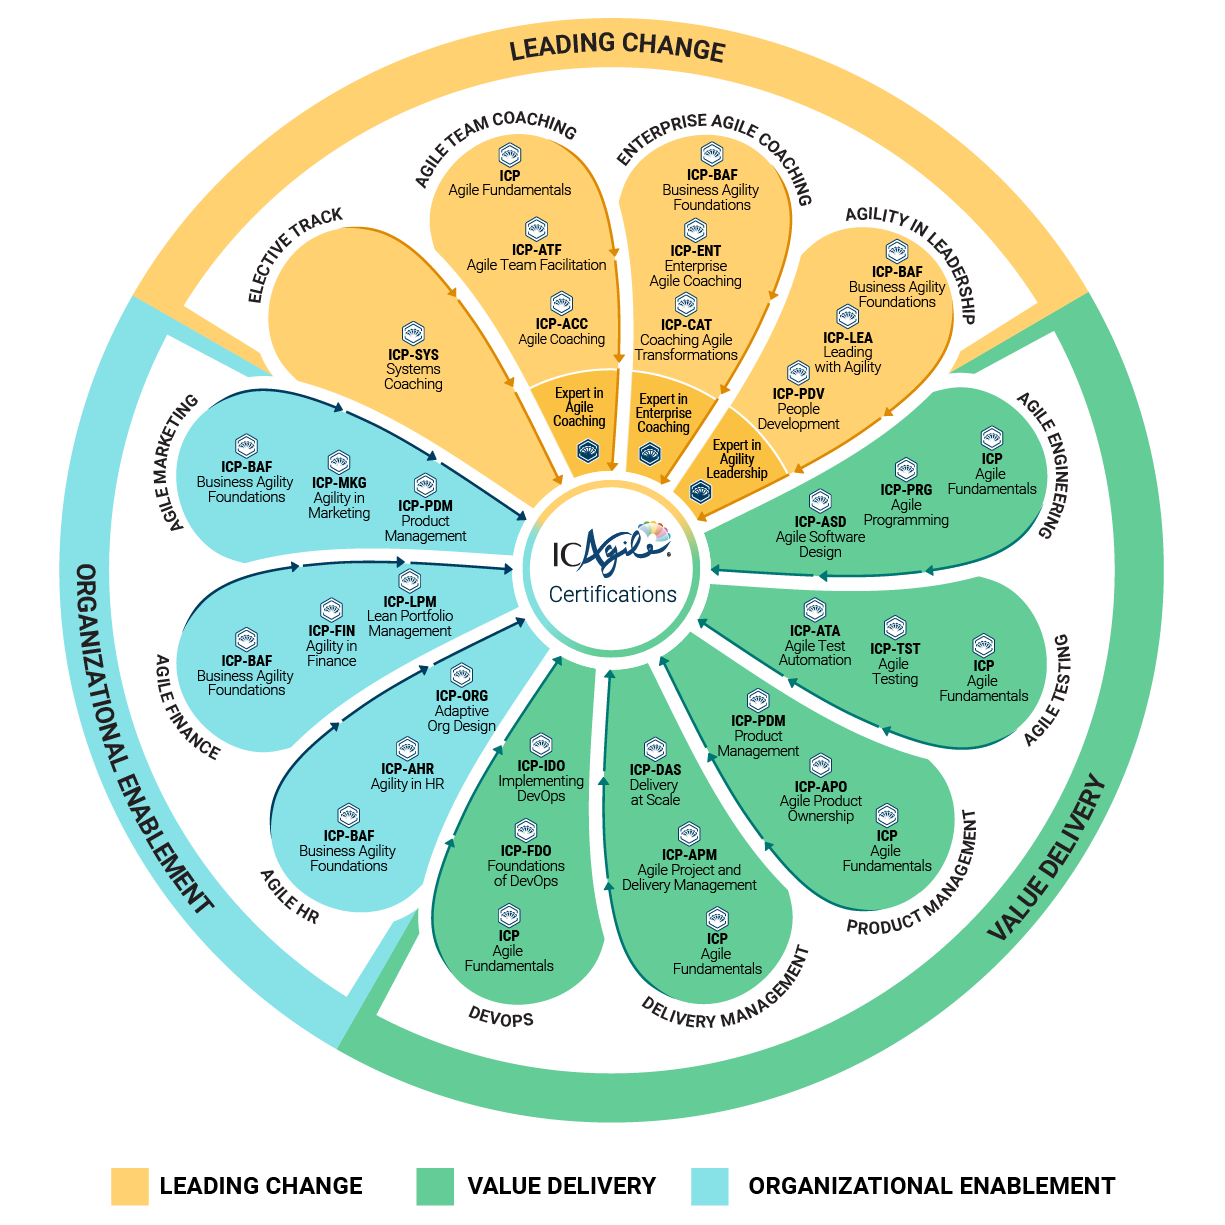 LEADING CHANGE
ELECTIVE TRACK
ICP-SYS
Systems
Coaching
AGILE TEAM COACHING
ICP
Agile Fundamentals
ICP-ATF
Agile Team Facilitation
ICP-ACC
Agile Coaching
Expert in
Agile
Coaching
ENTERPRISE AGILE COACHING
ICP-BAF
Business Agility
Foundations
ICP-ENT
Enterprise
Agile Coaching
ICP-CAT
Coaching Agile
Transformations
Expert in
Enterprise
Coaching
AGILITY IN LEADERSHIP
ICP-BAF
Business Agility
Foundations
ICP-LEA
Leading
with Agility
ICP-PDV
People
Development
Expert in
Agility
Leadership
VALUE DELIVERY
AGILE ENGINEERING
ICP
Agile
Fundamentals
ICP-PRG
Agile
Programming
ICP-ASD
Agile Software
Design
AGILE TESTING
ICP-ATA
Agile Test
Automation
ICP-TST
Agile
Testing
ICP
Agile
Fundamentals
PRODUCT MANAGEMENT
ICP-PDM
Product
Management
ICP-APO
Agile Product
Ownership
ICP
Agile
Fundamentals
DELIVERY MANAGEMENT
ICP-DAS
Delivery
at Scale
ICP-APM
Agile Project and
Delivery Management
ICP
Agile
Fundamentals
DEVOPS
ICP-IDO
Implementing
DevOps
ICP-FDO
Foundations
of DevOps
ICP
Agile
Fundamentals
ORGANIZATIONAL ENABLEMENT
AGILE HR
ICP-ORG
Adaptive
Org Design
ICP-AHR
Agility in HR
ICP-BAF
Business Agility
Foundations
AGILE FINANCE
ICP-LPM
Lean Portfolio
Management
ICP-FIN
Agility in
Finance
ICP-BAF
Business Agility
Foundations
AGILE MARKETING
ICP-BAF
Business Agility
Foundations
ICP-MKG
Agility in
Marketing
ICP-PDM
Product
Management
ICAgile®
Certifications
LEADING CHANGE
VALUE DELIVERY
ORGANIZATIONAL ENABLEMENT